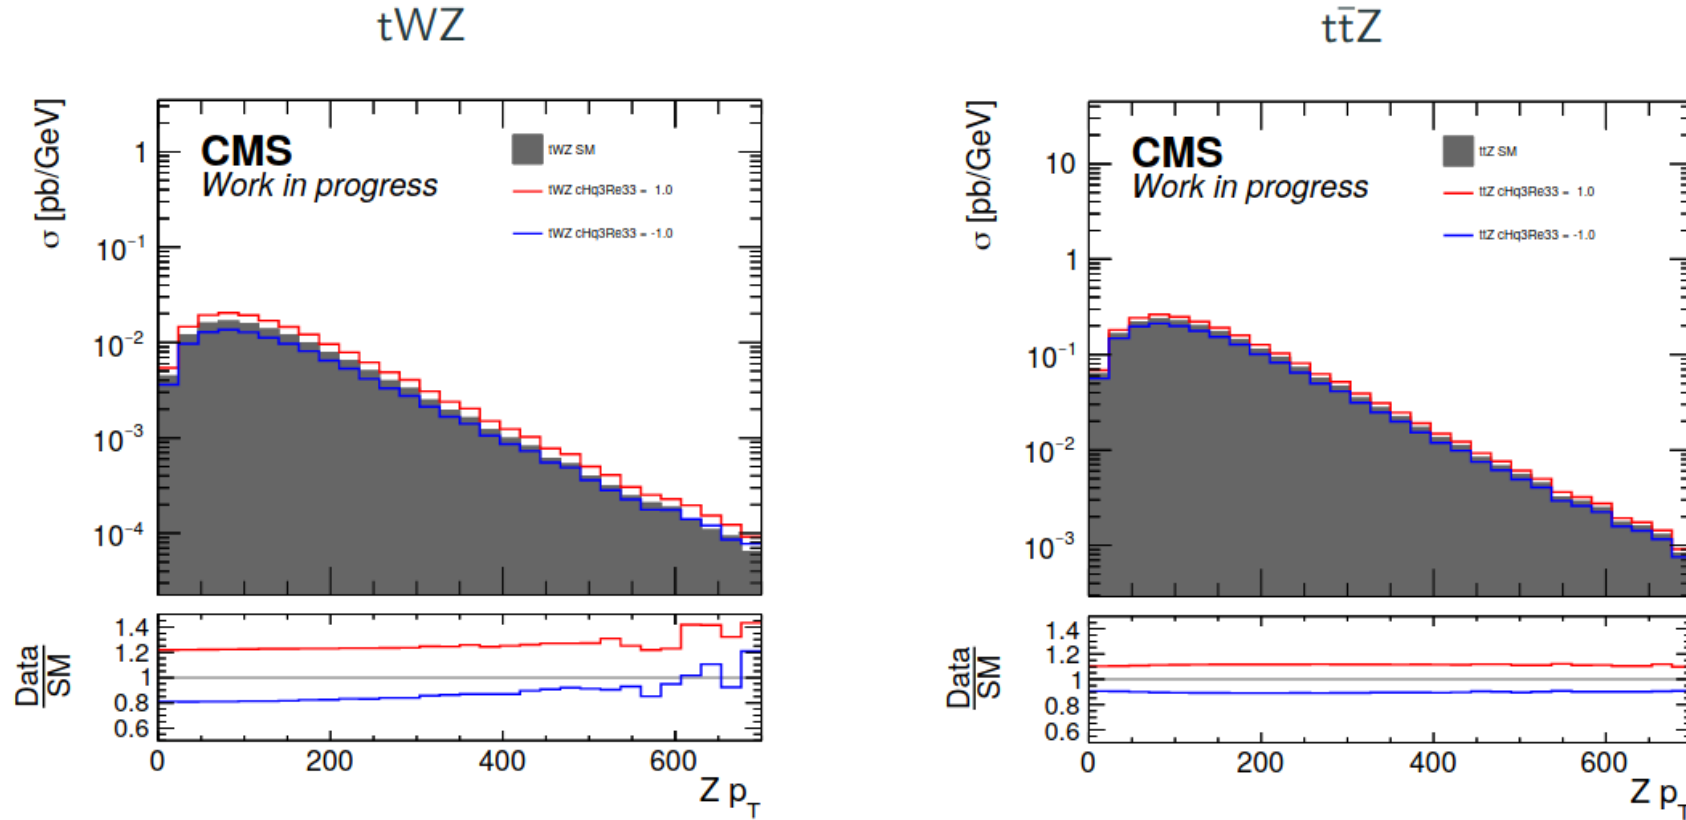 tWZ
σ [pb/GeV]
1
10⁻¹
10⁻²
10⁻³
10⁻⁴
CMS
Work in progress
tWZ SM
tWZ cHq3Re33 = 1.0
tWZ cHq3Re33 = -1.0
Data
SM
1.4
1.2
1
0.8
0.6
0 200 400 600
Z p_T
tt̄Z
σ [pb/GeV]
10
1
10⁻¹
10⁻²
10⁻³
CMS
Work in progress
ttZ SM
ttZ cHq3Re33 = 1.0
ttZ cHq3Re33 = -1.0
Data
SM
1.4
1.2
1
0.8
0.6
0 200 400 600
Z p_T